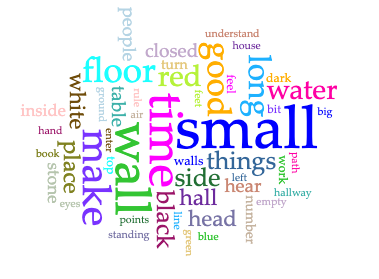 understand
people
closed
good
house
turn
floor
red
long
dark
feel
water
white
table
ground
rule
feet
bit
big
inside
air
time
small
hand
enter
wall
make
book
top
place
walls
things
path
work
stone
side
left
hear
hallway
eyes
black
hall
number
empty
points
line
head
standing
green
blue